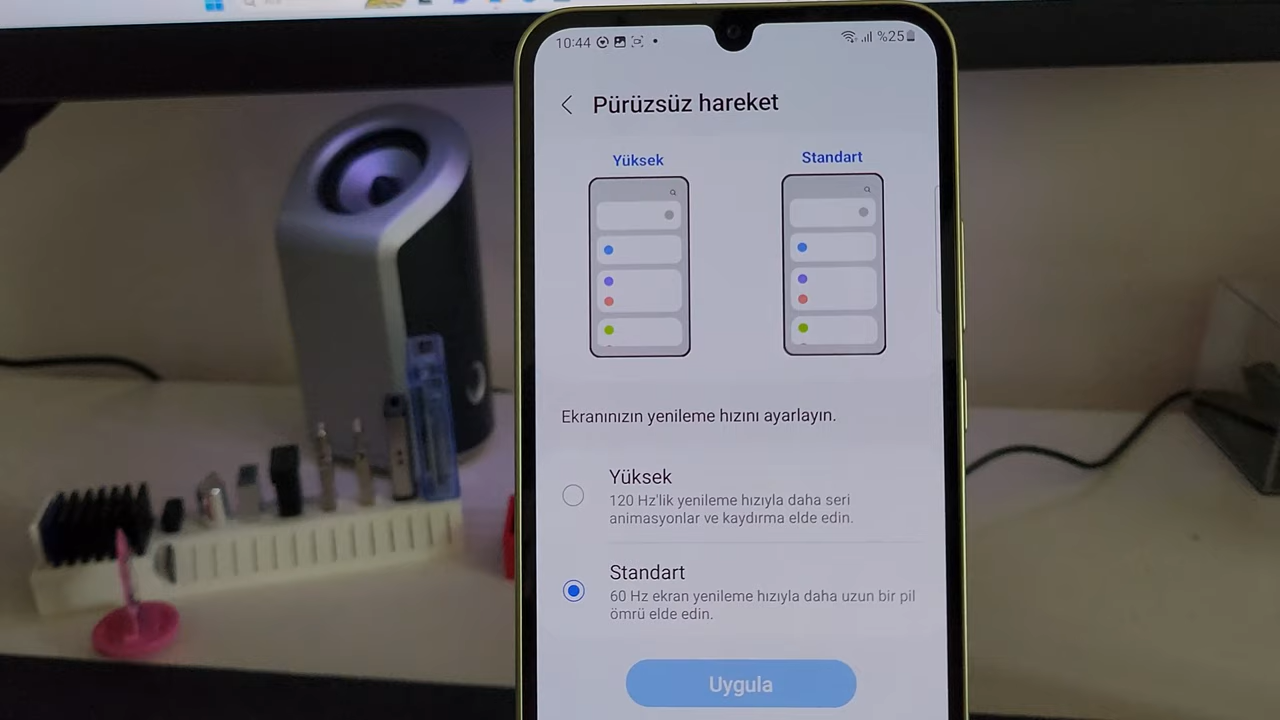 10:44
%25
Pürüzsüz hareket
Yüksek
Standart
Ekranınızın yenileme hızını ayarlayın.
Yüksek
120 Hz'lik yenileme hızıyla daha seri
animasyonlar ve kaydırma elde edin.
Standart
60 Hz ekran yenileme hızıyla daha uzun bir pil
ömrü elde edin.
Uygula